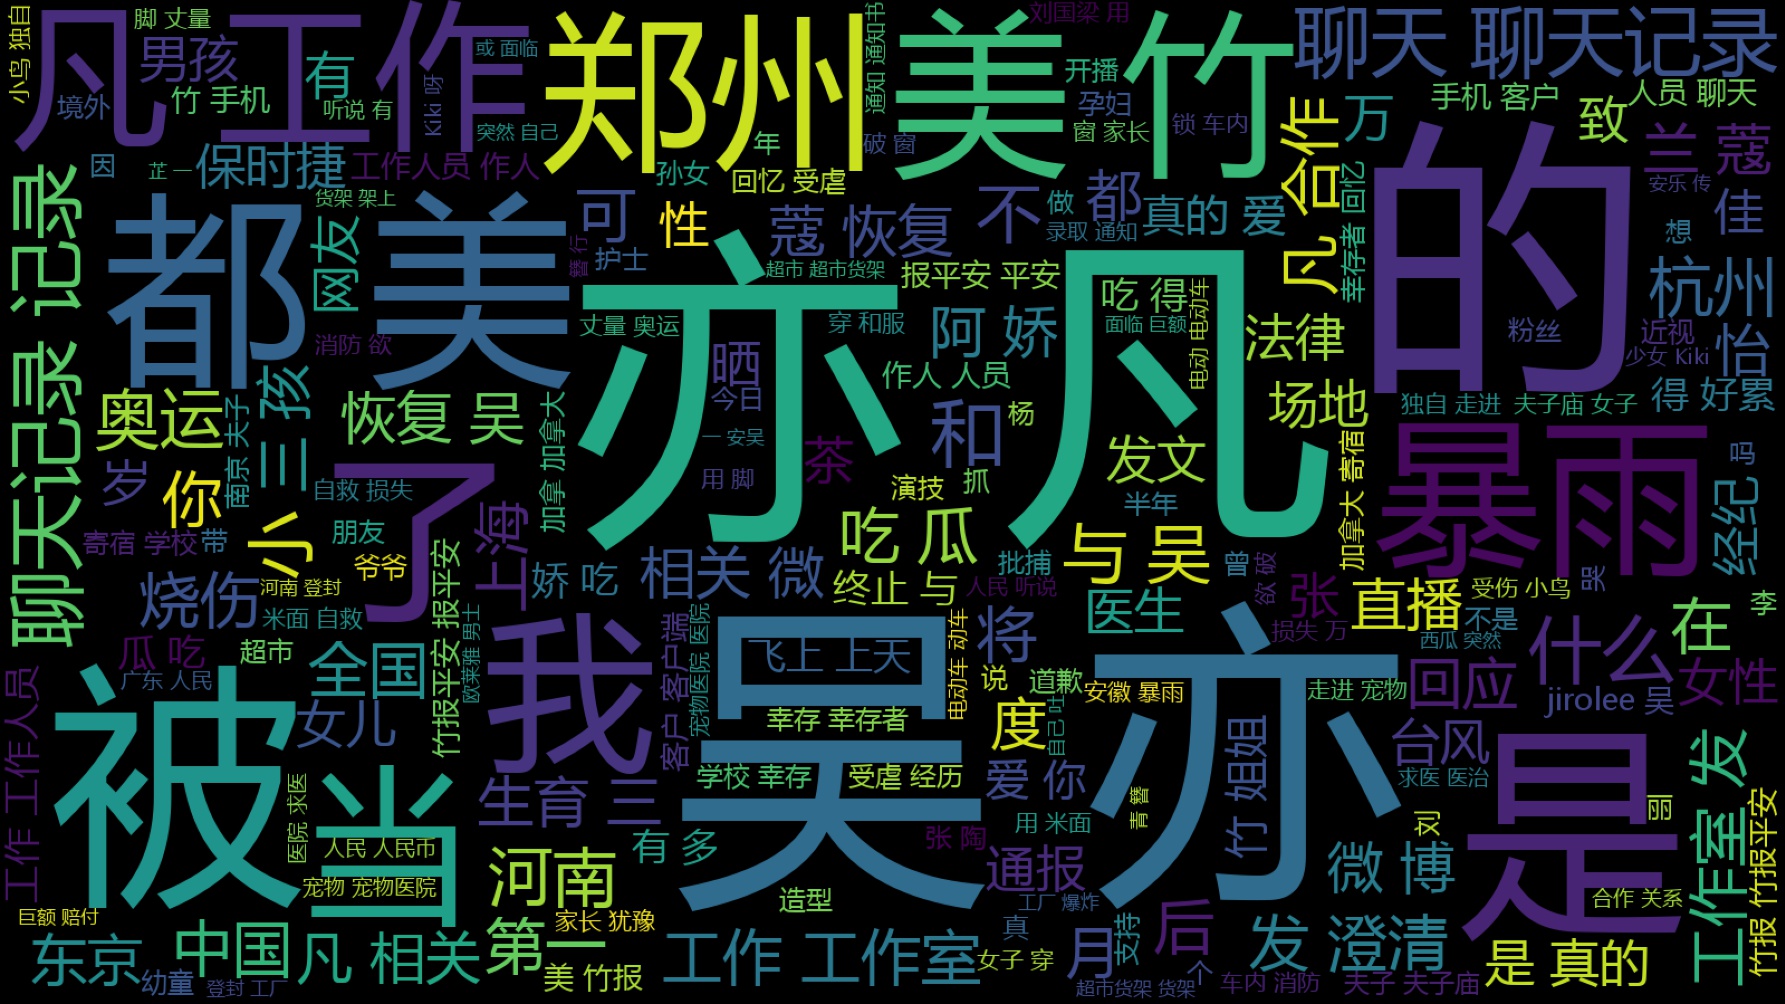 凡 工作
郑州
美 竹
聊天 聊天记录
脚 丈量
刘国梁 用
小鸟 独自
男孩
有
或 面临
通知 通知书
开播
手机 客户
人员 聊天
境外
竹 手机
听说 有
Kiki 呀
突然 自己
孕妇
窗 家长
锁 车内
合作
万
致
兰 蔻
因
芷 一
保时捷
工作人员 作人
年
破 窗
孙女
回忆 受虐
货架 架上
可
性
蔻 恢复
不
都
做
录取 通知
真的 爱
凡 合作
幸存者 回忆
安乐 传
佳
想
聊天记录 记录
都 美
网友
簪 行
护士
亦 凡
超市 超市货架
报平安 平安
吃 得
电动 电动车
的
杭州
丈量 奥运
穿 和服
阿 娇
面临 巨额
法律
粉丝
近视
怡
少女 Kiki
消防 欲
晒
今日
作人 人员
场地
独自 走进
夫子庙 女子
得 好累
奥运
南京 夫子
三 孩
恢复 吴
加拿 加拿大
一 安吴
和
杨
发文
加拿大 寄宿
暴雨
岁
你
自救 损失
了
用 脚
茶
演技
抓
半年
吗
经纪
寄宿 学校
带
小
朋友
上海
吃 瓜
与 吴
批捕
烧伤
河南 登封
爷爷
竹报平安 报平安
娇 吃
相关 微
终止 与
人民 听说
曾
欲 破
张
直播
受伤 小鸟
哭
米面 自救
欧莱雅 男士
医生
损失 万
不是
西瓜 突然
在
李
瓜 吃
超市
广东 人民
全国
我
客户 客户端
宠物医院 医院
吴 亦
飞上 上天
电动车 动车
将
说
道歉
安徽 暴雨
走进 宠物
回应
什么
女性
工作 工作人员
被
女儿
幸存 幸存者
度
自己 吐
竹 姐姐
台风
jirolee 吴
是
当
医院 求医
生育 三
学校 幸存
受虐 经历
爱 你
求医 医治
丽
工作室 发
竹报 竹报平安
人民 人民币
有 多
张 陶
用 米面
青 簪
刘
微 博
宠物 宠物医院
河南
造型
通报
工厂 爆炸
合作 关系
巨额 赔付
家长 犹豫
真
支持
后
东京
中国
凡 相关
第一
美 竹报
工作 工作室
女子 穿
月
个
发 澄清
是 真的
幼童
登封 工厂
超市货架 货架
车内 消防
夫子 夫子庙